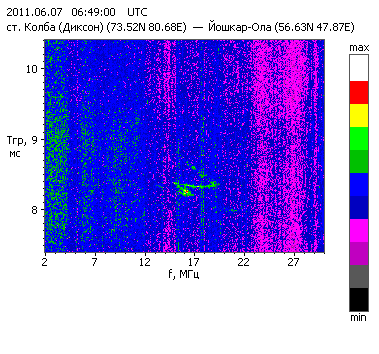 2011.06.07 06:49:00 UTC
ст. Колба (Диксон) (73.52N 80.68E) — Йошкар-Ола (56.63N 47.87E)
max
10
9
Tгр,
мс
8
2 7 12 17 22 27
f, МГц
min